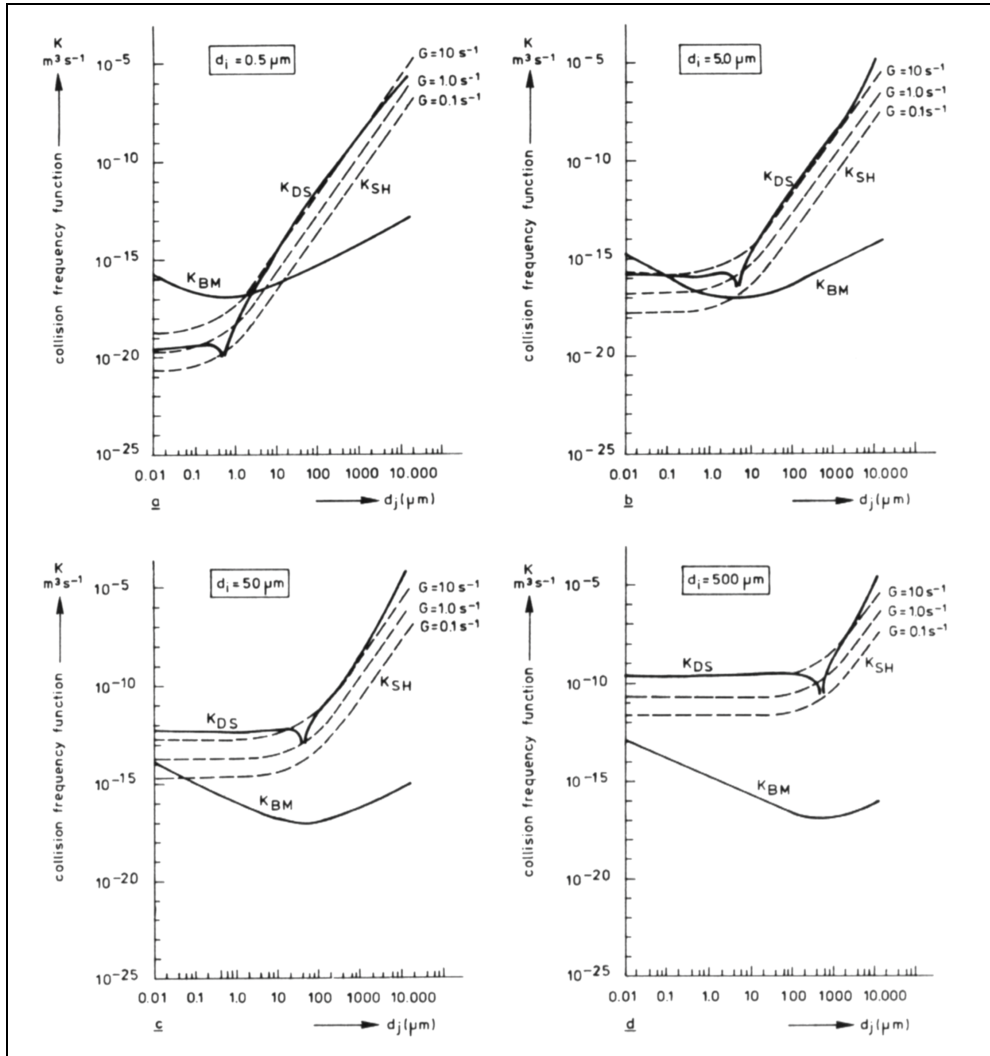 K
m³ s⁻¹
collision frequency function
dᵢ = 0.5 µm
10⁻⁵
10⁻¹⁰
10⁻¹⁵
10⁻²⁰
10⁻²⁵
G = 10 s⁻¹
G = 1.0 s⁻¹
G = 0.1 s⁻¹
K_DS
K_SH
K_BM
0.01 0.1 1.0 10 100 1000 10.000
a
dⱼ (µm)
K
m³ s⁻¹
collision frequency function
dᵢ = 5.0 µm
10⁻⁵
10⁻¹⁰
10⁻¹⁵
10⁻²⁰
10⁻²⁵
G = 10 s⁻¹
G = 1.0 s⁻¹
G = 0.1 s⁻¹
K_DS
K_SH
K_BM
0.01 0.1 1.0 10 100 1000 10.000
b
dⱼ (µm)
K
m³ s⁻¹
collision frequency function
dᵢ = 50 µm
10⁻⁵
10⁻¹⁰
10⁻¹⁵
10⁻²⁰
10⁻²⁵
G = 10 s⁻¹
G = 1.0 s⁻¹
G = 0.1 s⁻¹
K_SH
K_DS
K_BM
0.01 0.1 1.0 10 100 1000 10.000
c
dⱼ (µm)
K
m³ s⁻¹
collision frequency function
dᵢ = 500 µm
10⁻⁵
10⁻¹⁰
10⁻¹⁵
10⁻²⁰
10⁻²⁵
G = 10 s⁻¹
G = 1.0 s⁻¹
G = 0.1 s⁻¹
K_DS
K_SH
K_BM
0.01 0.1 1.0 10 100 1000 10.000
d
dⱼ (µm)